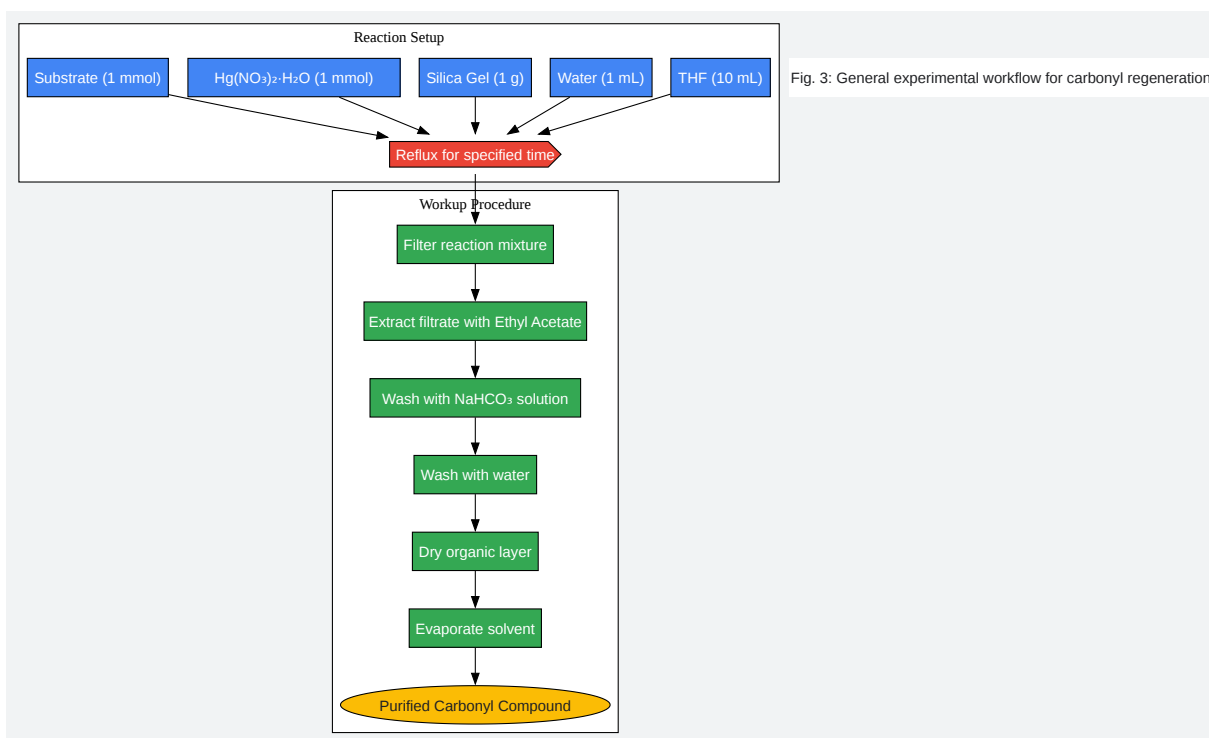 Reaction Setup
Substrate (1 mmol)
Hg(NO₃)₂·H₂O (1 mmol)
Silica Gel (1 g)
Water (1 mL)
THF (10 mL)
Fig. 3: General experimental workflow for carbonyl regeneration
Reflux for specified time
Workup Procedure
Filter reaction mixture
Extract filtrate with Ethyl Acetate
Wash with NaHCO₃ solution
Wash with water
Dry organic layer
Evaporate solvent
Purified Carbonyl Compound